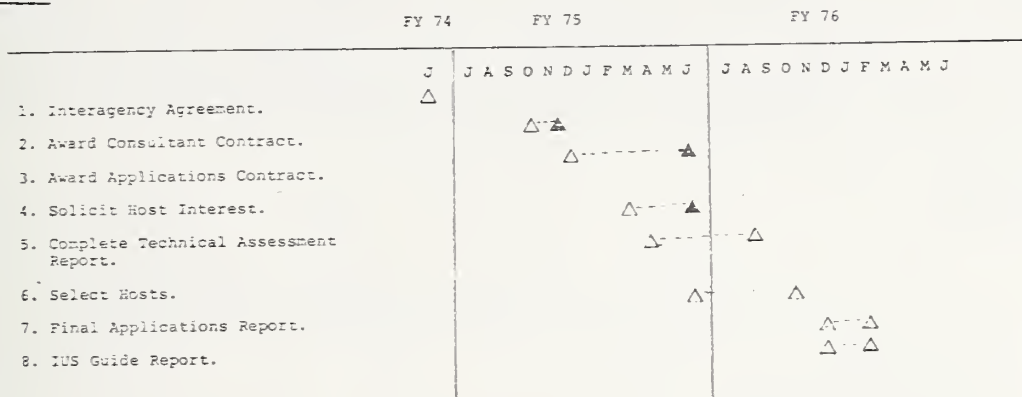 FY 74 FY 75 FY 76
J J A S O N D J F M A M J J A S O N D J F M A M J
1. Interagency Agreement.
2. Award Consultant Contract.
3. Award Applications Contract.
4. Solicit Host Interest.
5. Complete Technical Assessment
Report.
6. Select Hosts.
7. Final Applications Report.
8. IUS Guide Report.